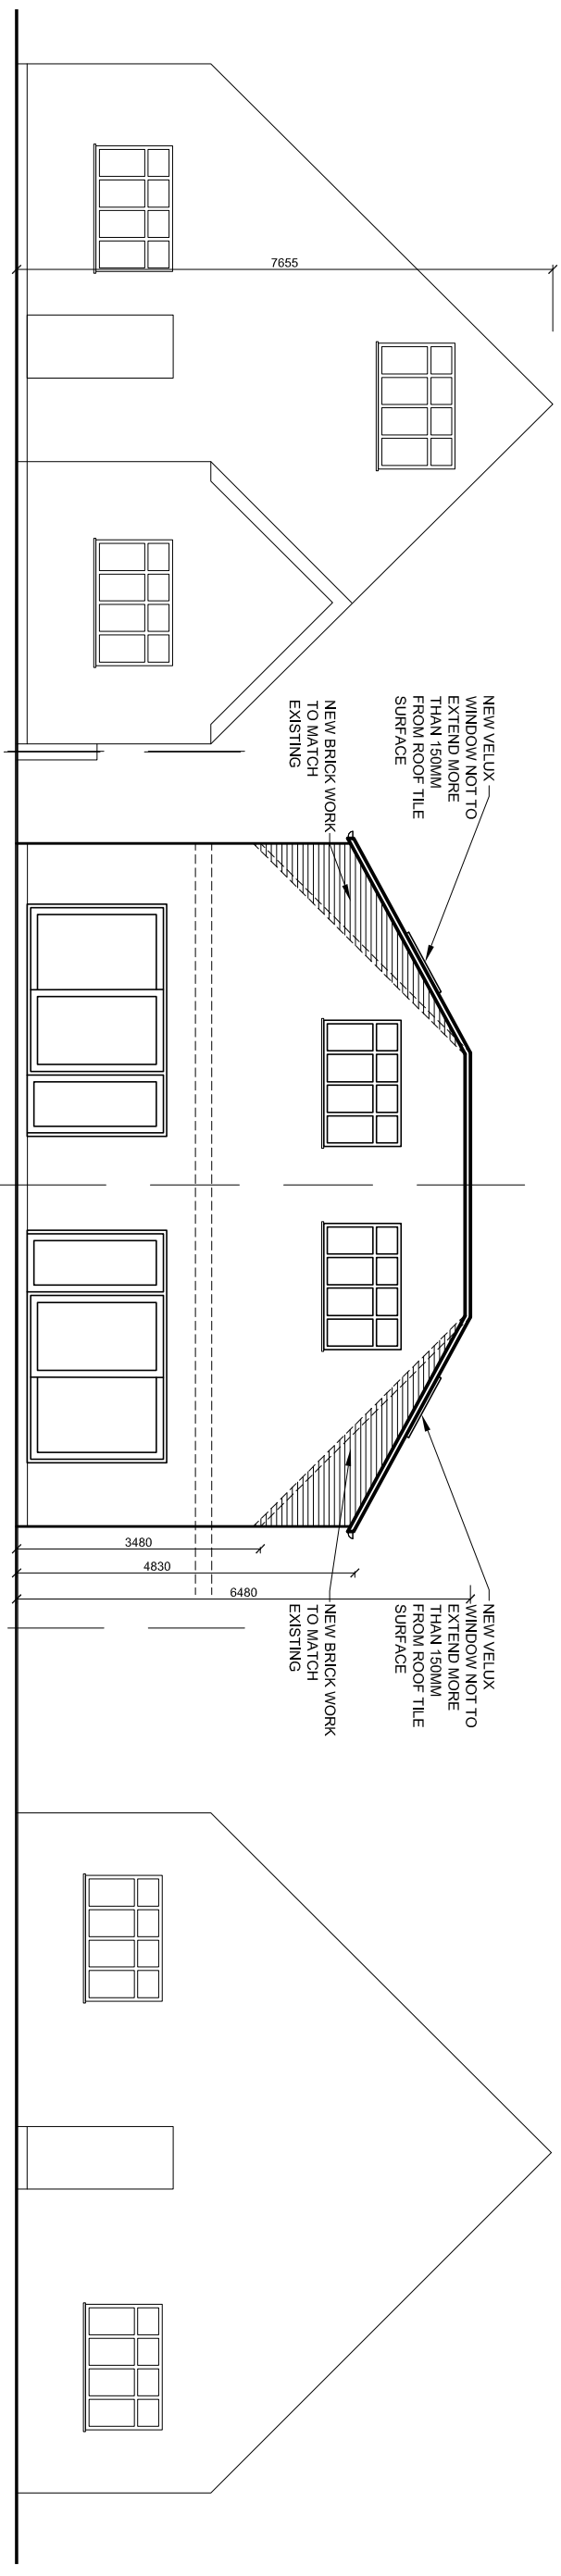 7655
NEW VELUX
WINDOW NOT TO
EXTEND MORE
THAN 150MM
FROM ROOF TILE
SURFACE
NEW BRICK WORK
TO MATCH
EXISTING
3480
4830
6480
NEW VELUX
WINDOW NOT TO
EXTEND MORE
THAN 150MM
FROM ROOF TILE
SURFACE
NEW BRICK WORK
TO MATCH
EXISTING